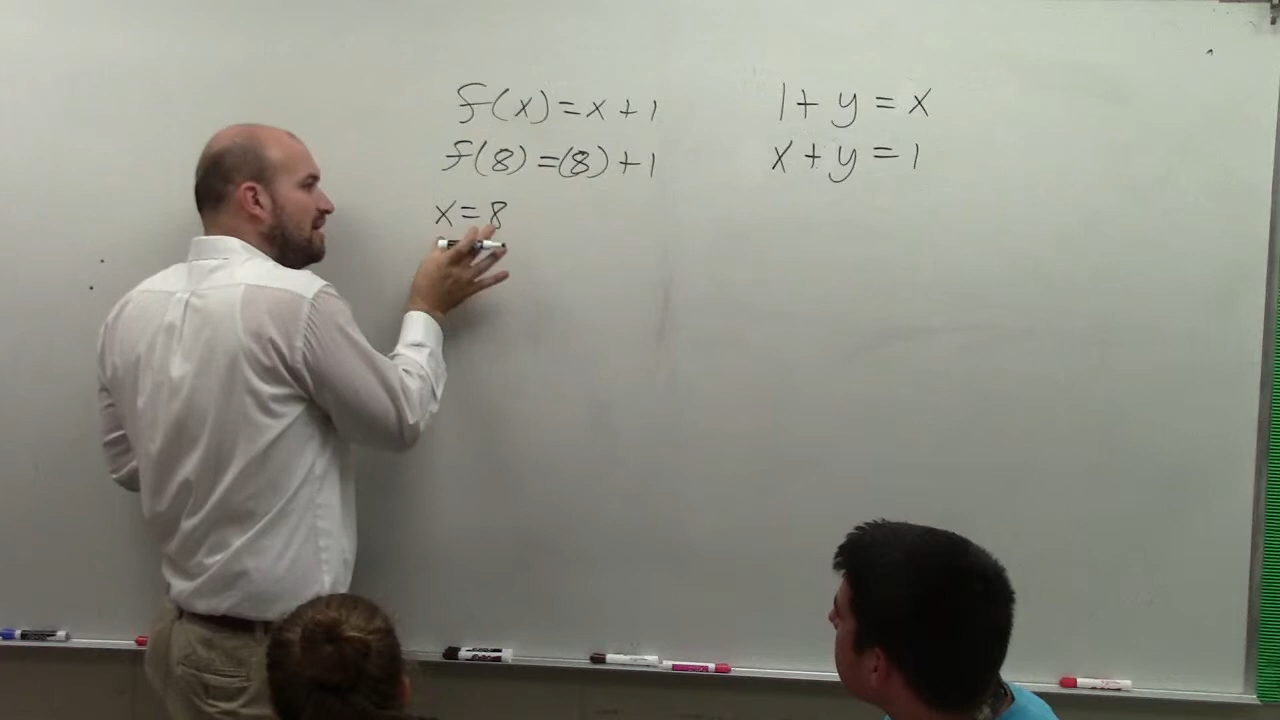 f(x)=x+1
f(8)=(8)+1
x=8
1+y=x
x+y=1